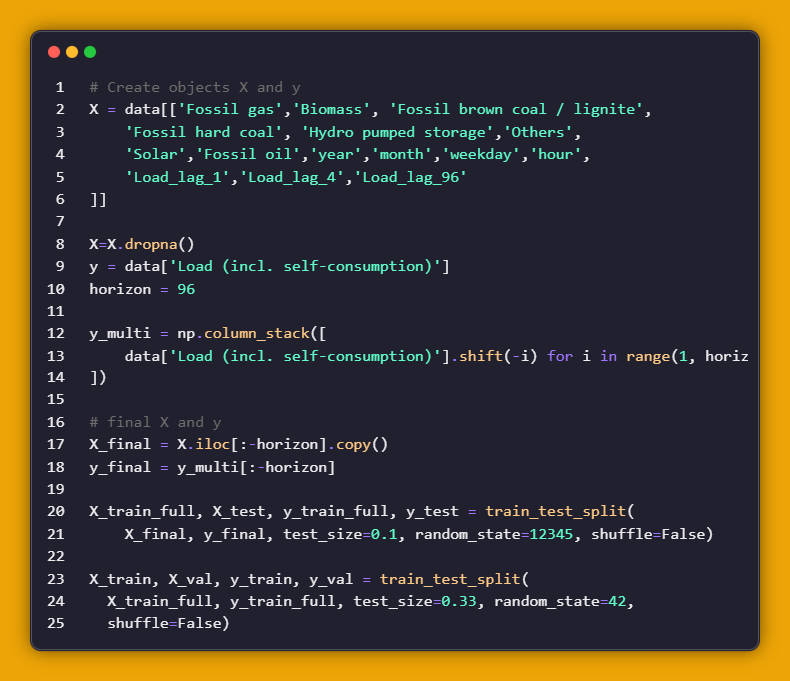 1 # Create objects X and y
2 X = data[['Fossil gas','Biomass', 'Fossil brown coal / lignite',
3     'Fossil hard coal', 'Hydro pumped storage','Others',
4     'Solar','Fossil oil','year','month','weekday','hour',
5     'Load_lag_1','Load_lag_4','Load_lag_96'
6 ]]
7
8 X=X.dropna()
9 y = data['Load (incl. self-consumption)']
10 horizon = 96
11
12 y_multi = np.column_stack([
13     data['Load (incl. self-consumption)'].shift(-i) for i in range(1, horiz
14 ])
15
16 # final X and y
17 X_final = X.iloc[:-horizon].copy()
18 y_final = y_multi[:-horizon]
19
20 X_train_full, X_test, y_train_full, y_test = train_test_split(
21     X_final, y_final, test_size=0.1, random_state=12345, shuffle=False)
22
23 X_train, X_val, y_train, y_val = train_test_split(
24   X_train_full, y_train_full, test_size=0.33, random_state=42,
25   shuffle=False)